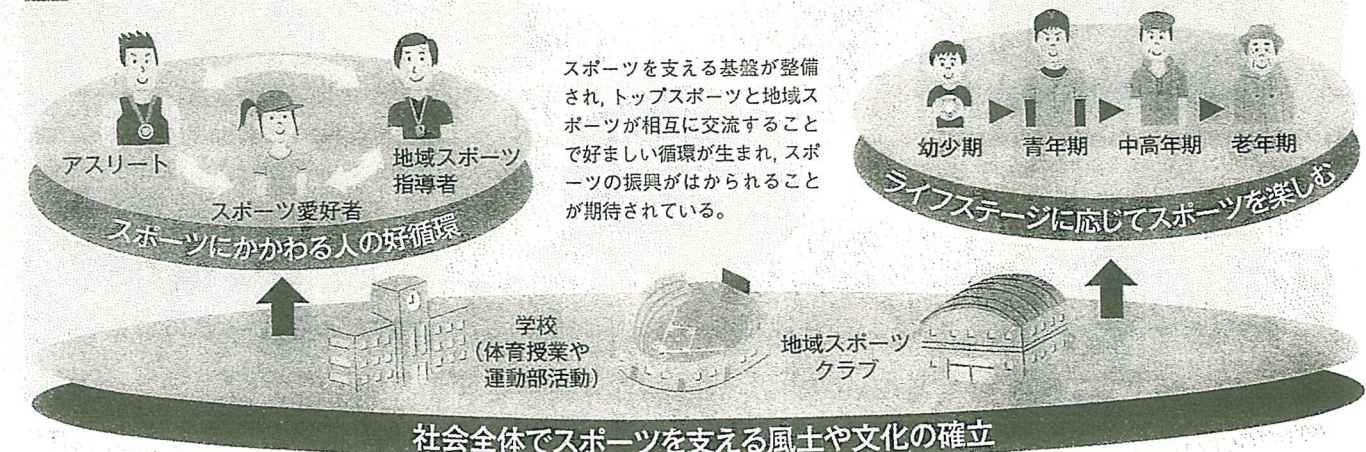 スポーツを支える基盤が整備
され,トップスポーツと地域ス
ポーツが相互に交流すること
で好ましい循環が生まれ,スポ
ーツの振興がはかられること
が期待されている。
アスリート
スポーツ愛好者
地域スポーツ
指導者
スポーツにかかわる人の好循環
幼少期
青年期
中高年期
老年期
ライフステージに応じてスポーツを楽しむ
学校
(体育授業や
運動部活動)
地域スポーツ
クラブ
社会全体でスポーツを支える風土や文化の確立